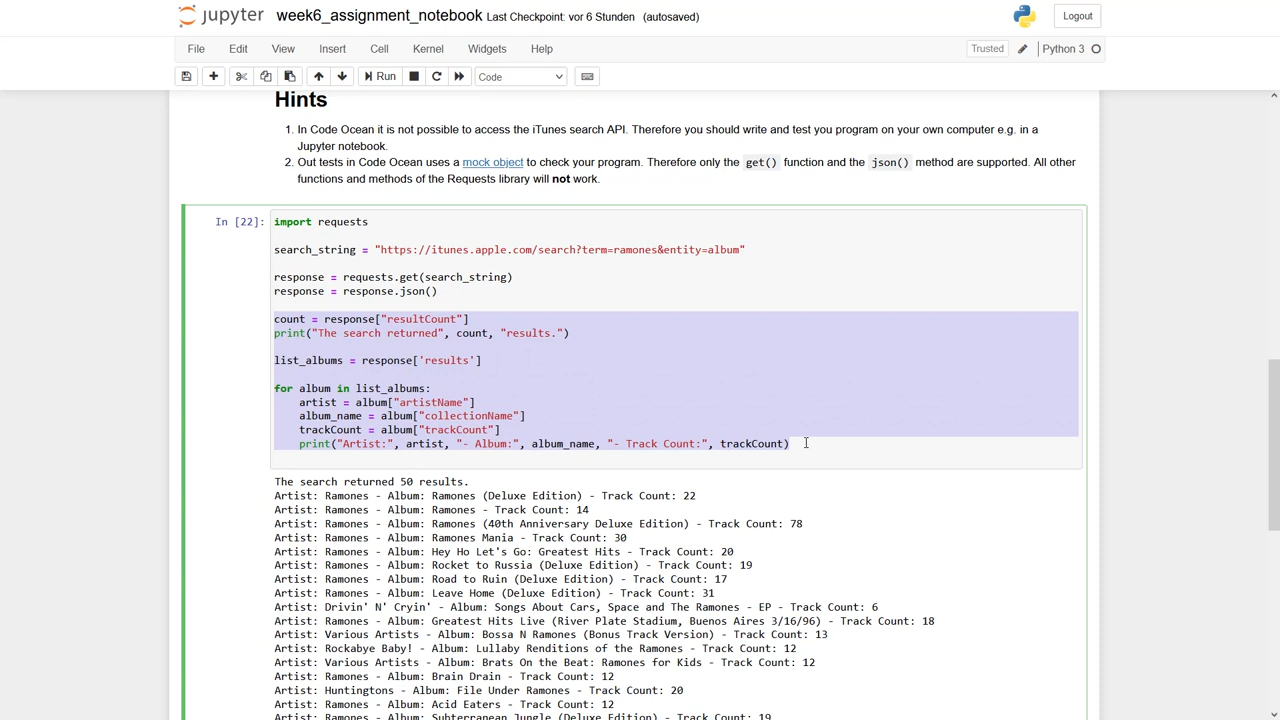 jupyter week6_assignment_notebook Last Checkpoint: vor 6 Stunden (autosaved)
Logout
File Edit View Insert Cell Kernel Widgets Help
Trusted Python 3
Run Code
Hints
1. In Code Ocean it is not possible to access the iTunes search API. Therefore you should write and test you program on your own computer e.g. in a
Jupyter notebook.
2. Out tests in Code Ocean uses a mock object to check your program. Therefore only the get() function and the json() method are supported. All other
functions and methods of the Requests library will not work.
In [22]: import requests
search_string = "https://itunes.apple.com/search?term=ramones&entity=album"
response = requests.get(search_string)
response = response.json()
count = response["resultCount"]
print("The search returned", count, "results.")
list_albums = response['results']
for album in list_albums:
artist = album["artistName"]
album_name = album["collectionName"]
trackCount = album["trackCount"]
print("Artist:", artist, "- Album:", album_name, "- Track Count:", trackCount)
The search returned 50 results.
Artist: Ramones - Album: Ramones (Deluxe Edition) - Track Count: 22
Artist: Ramones - Album: Ramones - Track Count: 14
Artist: Ramones - Album: Ramones (40th Anniversary Deluxe Edition) - Track Count: 78
Artist: Ramones - Album: Ramones Mania - Track Count: 30
Artist: Ramones - Album: Hey Ho Let's Go: Greatest Hits - Track Count: 20
Artist: Ramones - Album: Rocket to Russia (Deluxe Edition) - Track Count: 19
Artist: Ramones - Album: Road to Ruin (Deluxe Edition) - Track Count: 17
Artist: Ramones - Album: Leave Home (Deluxe Edition) - Track Count: 31
Artist: Drivin' N' Cryin' - Album: Songs About Cars, Space and The Ramones - EP - Track Count: 6
Artist: Ramones - Album: Greatest Hits Live (River Plate Stadium, Buenos Aires 3/16/96) - Track Count: 18
Artist: Various Artists - Album: Bossa N Ramones (Bonus Track Version) - Track Count: 13
Artist: Rockabye Baby! - Album: Lullaby Renditions of the Ramones - Track Count: 12
Artist: Various Artists - Album: Brats On the Beat: Ramones for Kids - Track Count: 12
Artist: Ramones - Album: Brain Drain - Track Count: 12
Artist: Huntingtons - Album: File Under Ramones - Track Count: 20
Artist: Ramones - Album: Acid Eaters - Track Count: 12
Artist: Ramones - Album: Subterranean Jungle (Deluxe Edition) - Track Count: 19